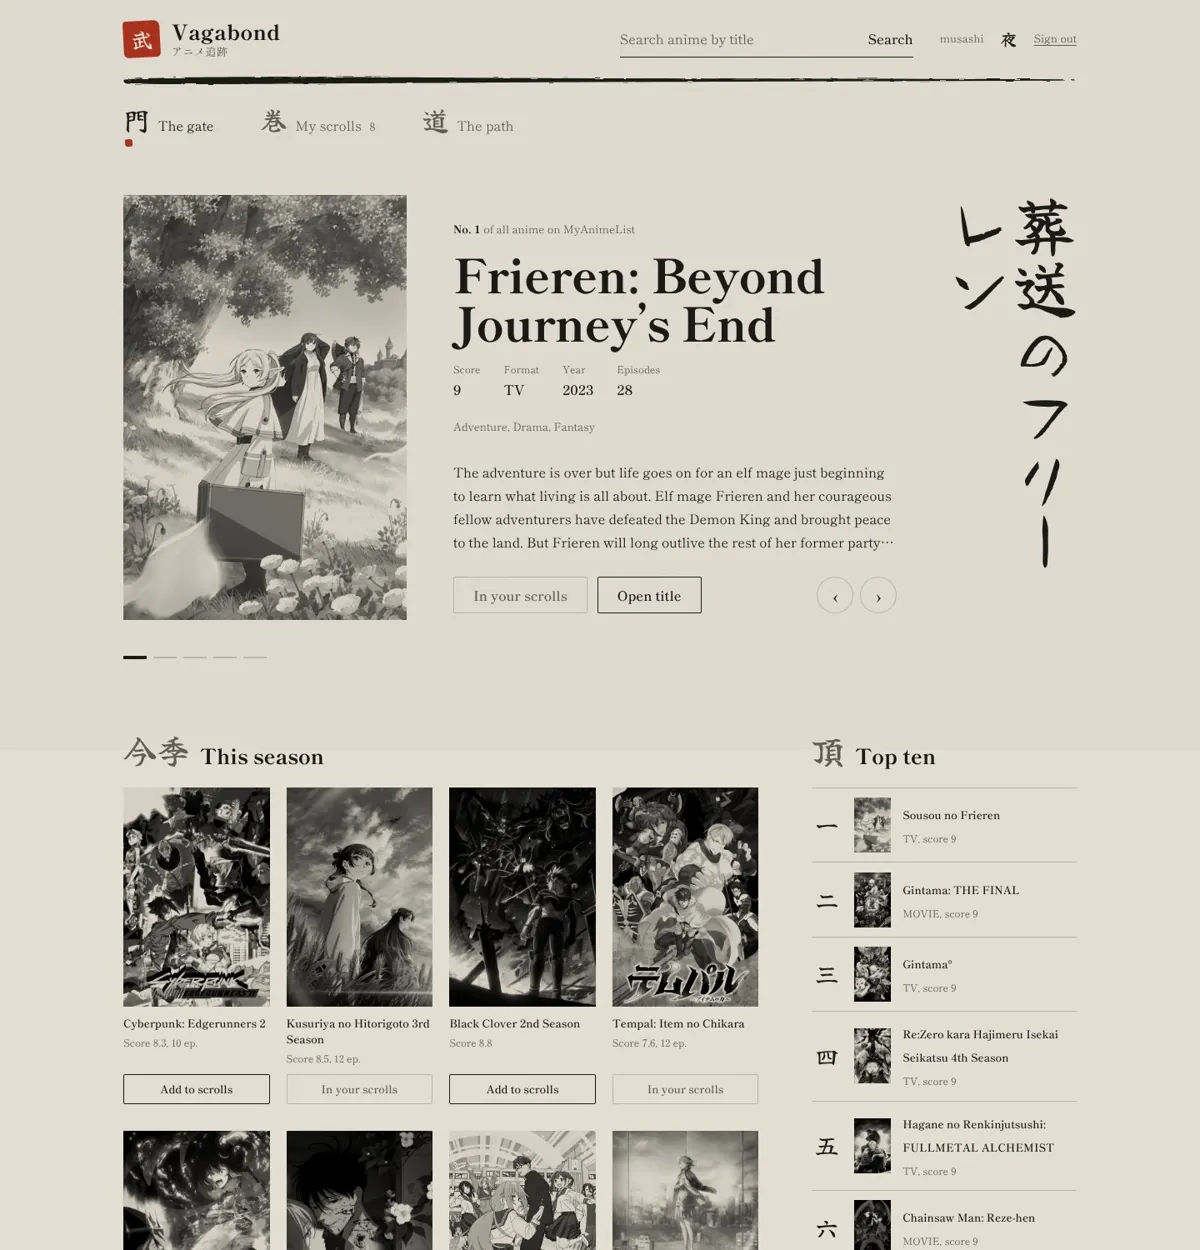 武 Vagabond
アニメ追跡
Search anime by title Search musashi 夜 Sign out
門 The gate 巻 My scrolls 8 道 The path
No. 1 of all anime on MyAnimeList
Frieren: Beyond
Journey’s End
Score Format Year Episodes
9 TV 2023 28
Adventure, Drama, Fantasy
The adventure is over but life goes on for an elf mage just beginning
to learn what living is all about. Elf mage Frieren and her courageous
fellow adventurers have defeated the Demon King and brought peace
to the land. But Frieren will long outlive the rest of her former party…
In your scrolls Open title ‹ ›
葬送のフリー
レン
今季 This season
Cyberpunk: Edgerunners 2
Score 8.3, 10 ep.
Add to scrolls
Kusuriya no Hitorigoto 3rd
Season
Score 8.5, 12 ep.
In your scrolls
Black Clover 2nd Season
Score 8.8
Add to scrolls
テムパル
Tempal: Item no Chikara
Score 7.6, 12 ep.
In your scrolls
頂 Top ten
一 Sousou no Frieren
TV, score 9
二 Gintama: THE FINAL
MOVIE, score 9
三 Gintama°
TV, score 9
四 Re:Zero kara Hajimeru Isekai
Seikatsu 4th Season
TV, score 9
五 Hagane no Renkinjutsushi:
FULLMETAL ALCHEMIST
TV, score 9
六 Chainsaw Man: Reze-hen
MOVIE, score 9